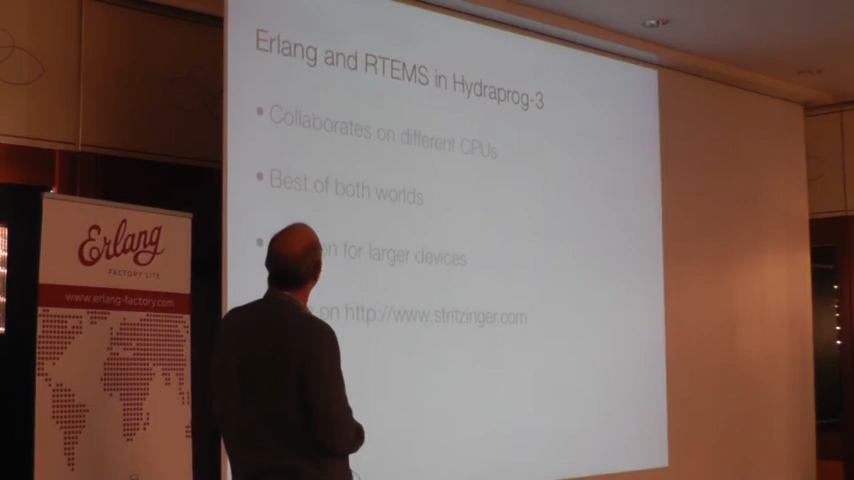 Erlang and RTEMS in Hydraprog-3
• Collaborates on different CPUs
• Best of both worlds
• for larger devices
on http://www.stritzinger.com
Erlang
FACTORY LITE
www.erlang-factory.com